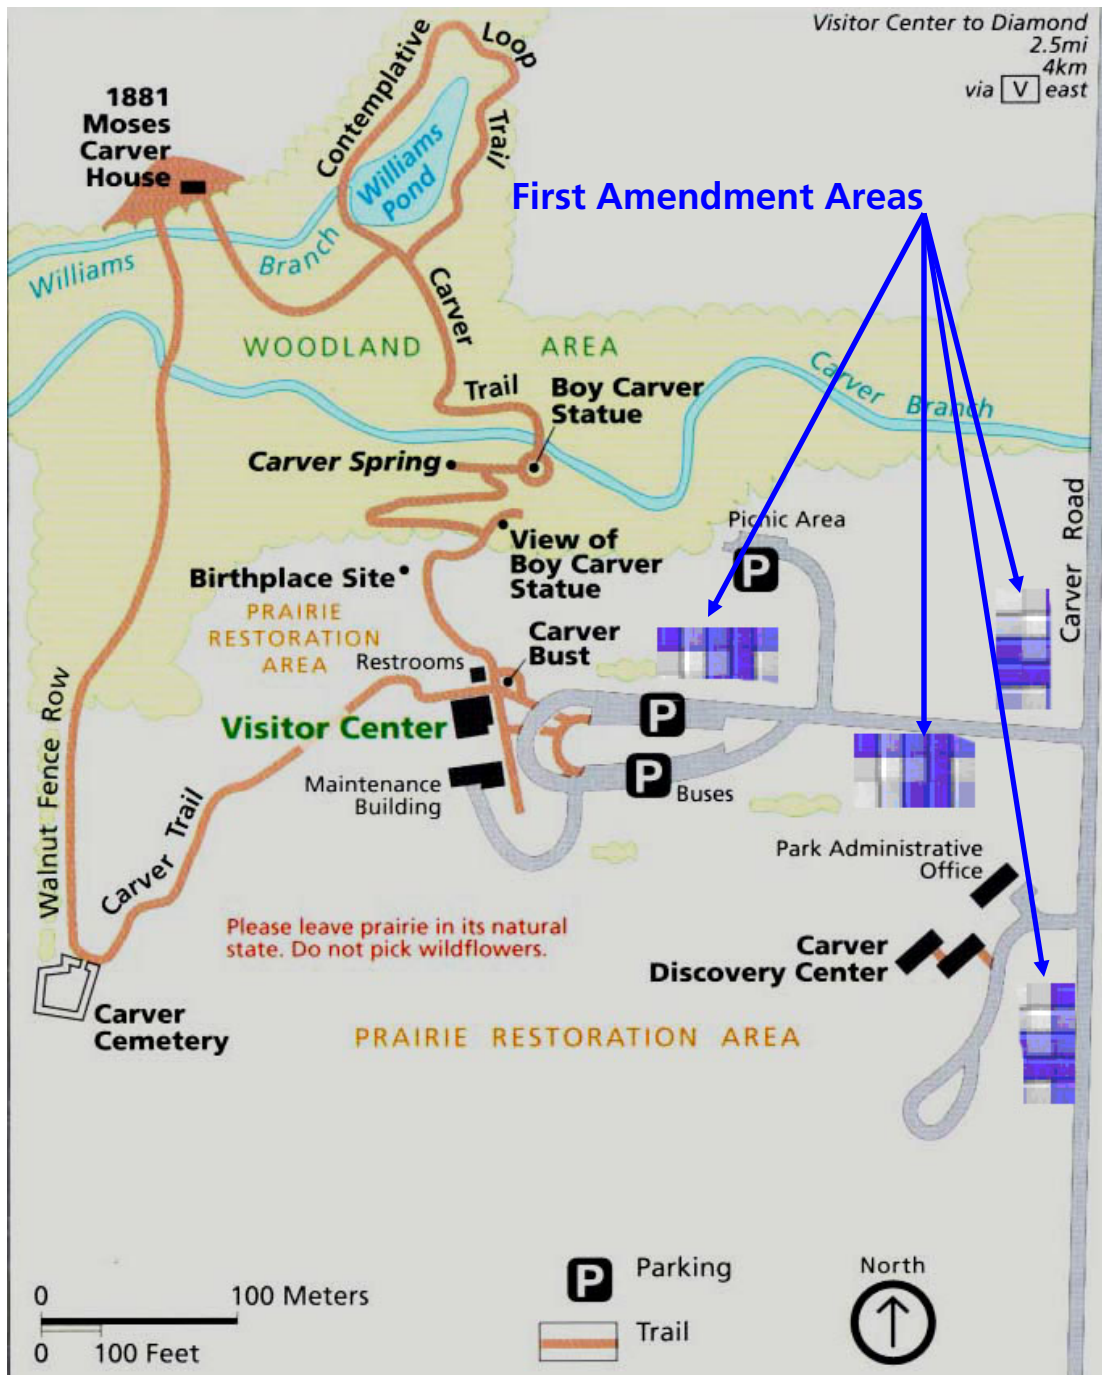 Visitor Center to Diamond
2.5mi
4km
via V east
Contemplative
Loop
Trail
1881
Moses
Carver
House
Williams
Pond
First Amendment Areas
Williams
Branch
Carver
WOODLAND AREA
Trail
Boy Carver
Statue
Carver Branch
Carver Spring
Picnic Area
P
View of
Boy Carver
Statue
Birthplace Site
PRAIRIE
RESTORATION
AREA
Carver Road
Carver
Bust
Restrooms
Visitor Center
P
P
Buses
Maintenance
Building
Walnut Fence Row
Carver Trail
Park Administrative
Office
Please leave prairie in its natural
state. Do not pick wildflowers.
Carver
Discovery Center
Carver
Cemetery
PRAIRIE RESTORATION AREA
0 100 Meters
0 100 Feet
P Parking
Trail
North